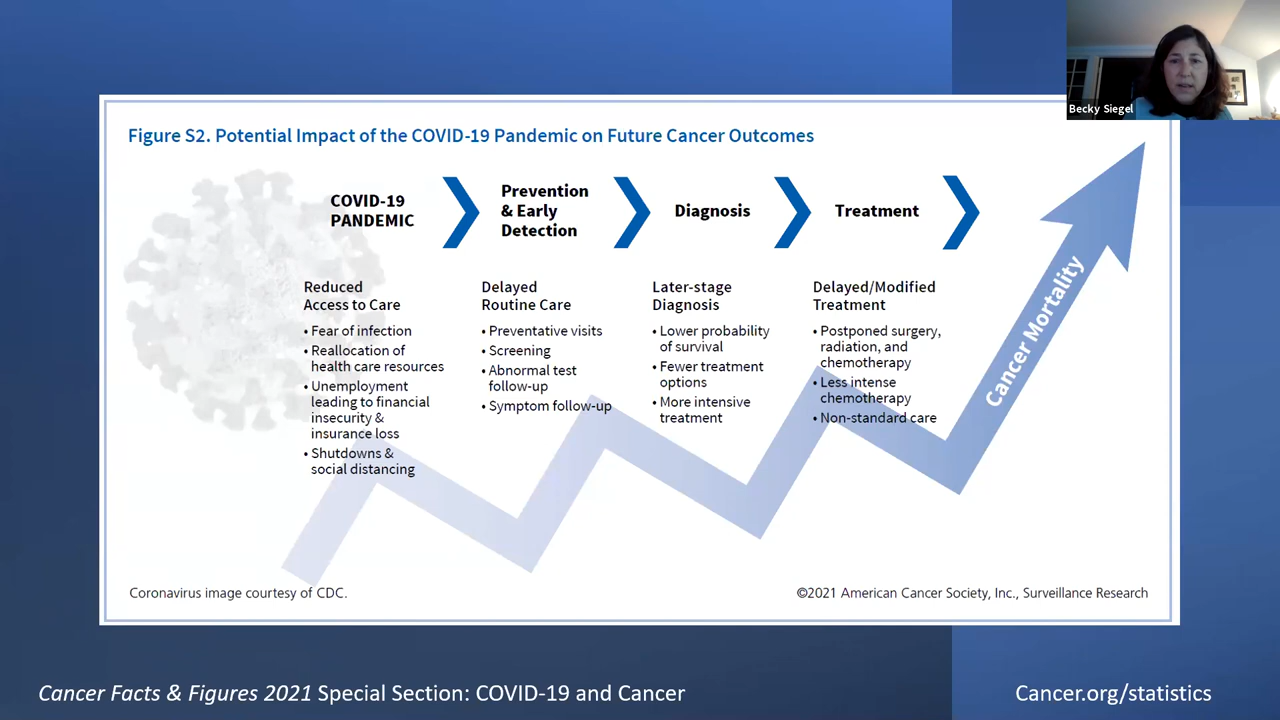 Becky Siegel
Figure S2. Potential Impact of the COVID-19 Pandemic on Future Cancer Outcomes
COVID-19
PANDEMIC
Prevention
& Early
Detection
Diagnosis
Treatment
Reduced
Access to Care
• Fear of infection
• Reallocation of
health care resources
• Unemployment
leading to financial
insecurity &
insurance loss
• Shutdowns &
social distancing
Delayed
Routine Care
• Preventative visits
• Screening
• Abnormal test
follow-up
• Symptom follow-up
Later-stage
Diagnosis
• Lower probability
of survival
• Fewer treatment
options
• More intensive
treatment
Delayed/Modified
Treatment
• Postponed surgery,
radiation, and
chemotherapy
• Less intense
chemotherapy
• Non-standard care
Cancer Mortality
Coronavirus image courtesy of CDC.
©2021 American Cancer Society, Inc., Surveillance Research
Cancer Facts & Figures 2021 Special Section: COVID-19 and Cancer
Cancer.org/statistics